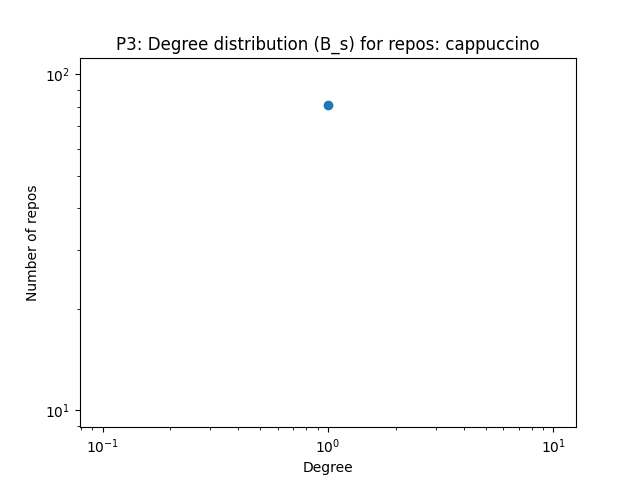 P3: Degree distribution (B_s) for repos: cappuccino
Number of repos
10²
10¹
10⁻¹
10⁰
10¹
Degree